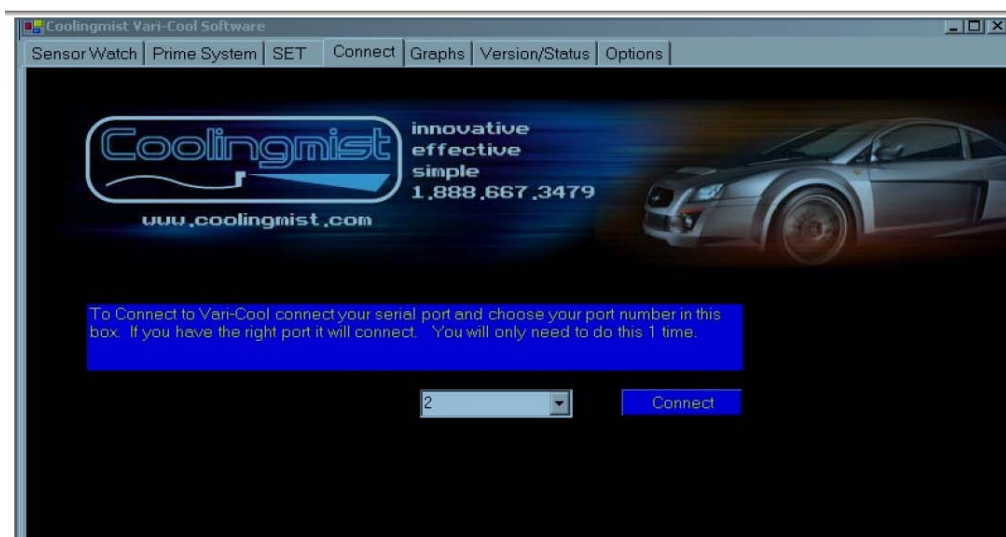 Coolingmist Vari-Cool Software
Sensor Watch Prime System SET Connect Graphs Version/Status Options
Coolingmist
innovative
effective
simple
1.888.667.3479
www.coolingmist.com
To Connect to Vari-Cool connect your serial port and choose your port number in this
box. If you have the right port it will connect. You will only need to do this 1 time.
2
Connect